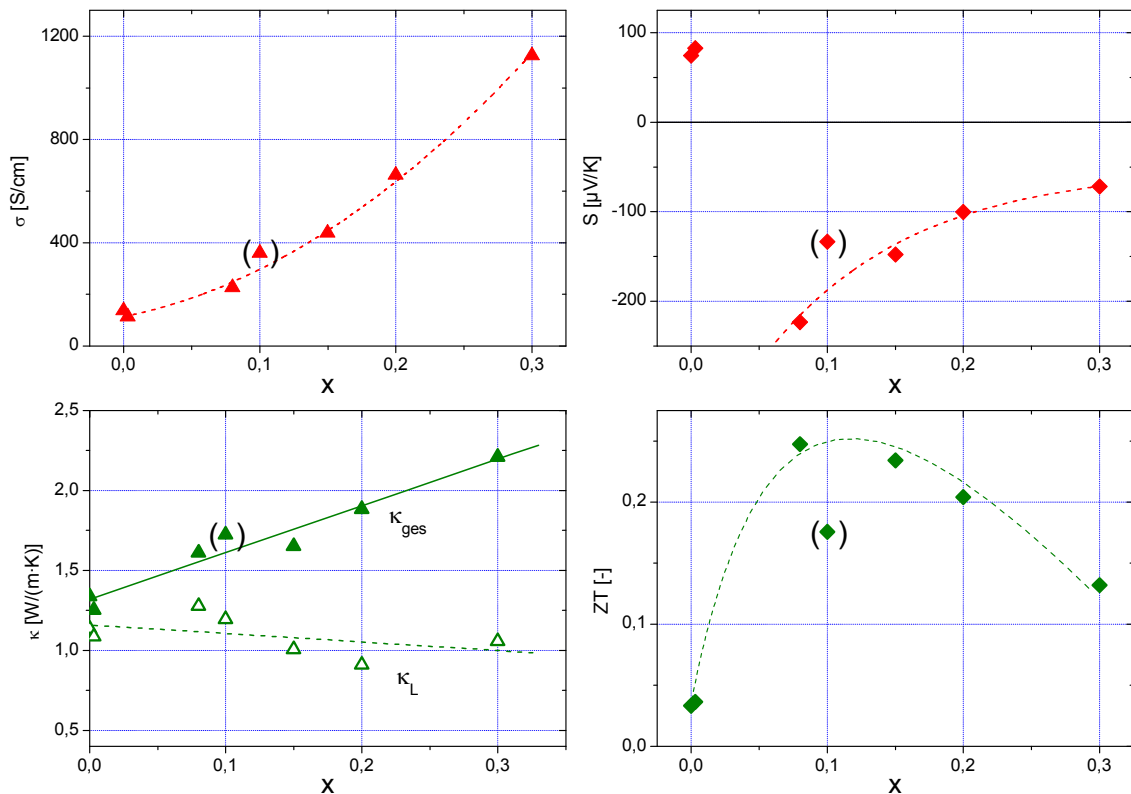 1200
800
400
0
σ [S/cm]
( )
0,0 0,1 0,2 0,3
x
100
0
-100
-200
S [µV/K]
( )
0,0 0,1 0,2 0,3
x
2,5
2,0
1,5
1,0
0,5
κ [W/(m·K)]
( )
κges
κL
0,0 0,1 0,2 0,3
x
0,2
0,1
0,0
ZT [-]
( )
0,0 0,1 0,2 0,3
x